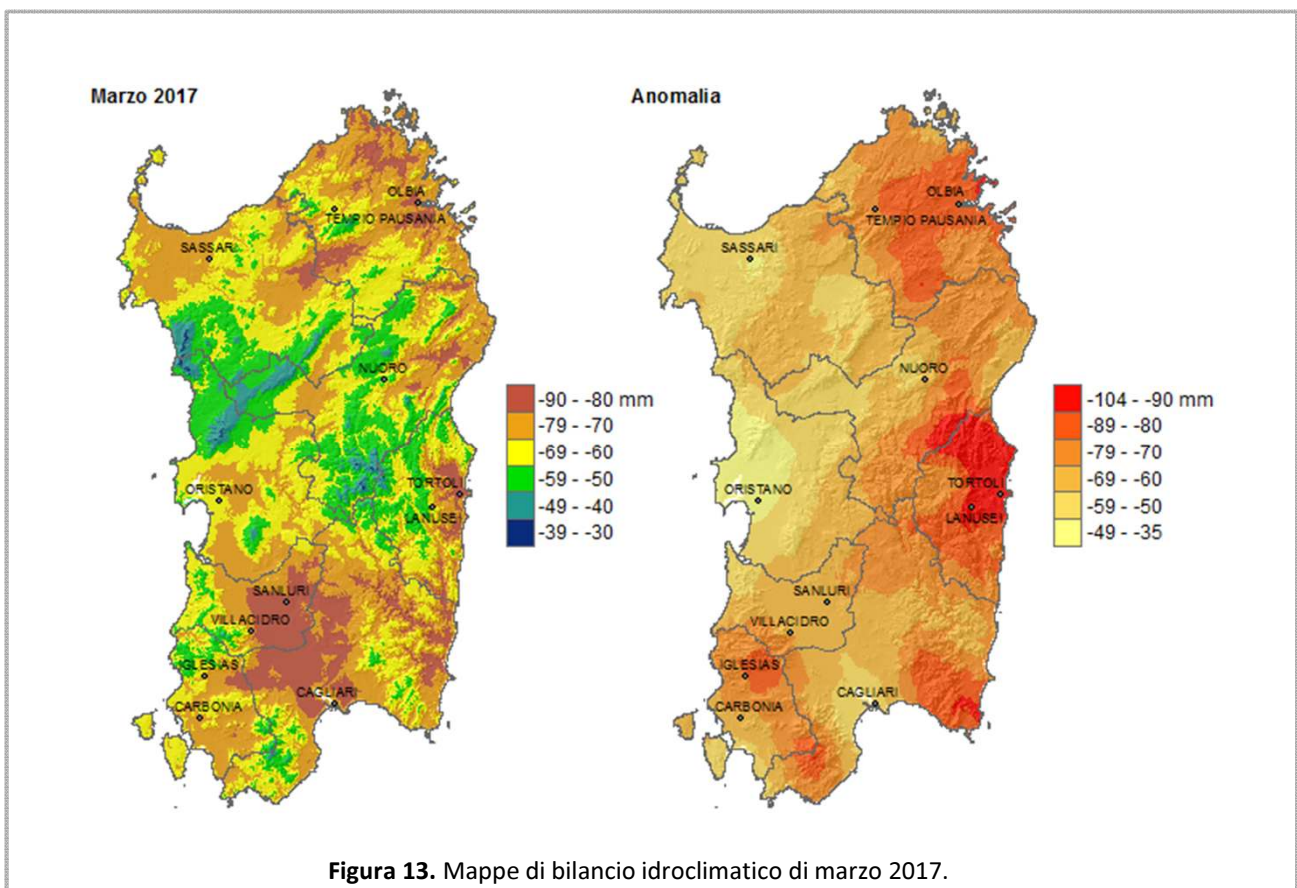 Marzo 2017
OLBIA
TEMPIO PAUSANIA
SASSARI
NUORO
ORISTANO
TORTOLI
LANUSEI
SANLURI
VILLACIDRO
IGLESIAS
CAGLIARI
CARBONIA
-90 - -80 mm
-79 - -70
-69 - -60
-59 - -50
-49 - -40
-39 - -30
Anomalia
OLBIA
TEMPIO PAUSANIA
SASSARI
NUORO
ORISTANO
TORTOLI
LANUSEI
SANLURI
VILLACIDRO
IGLESIAS
CAGLIARI
CARBONIA
-104 - -90 mm
-89 - -80
-79 - -70
-69 - -60
-59 - -50
-49 - -35
Figura 13. Mappe di bilancio idroclimatico di marzo 2017.